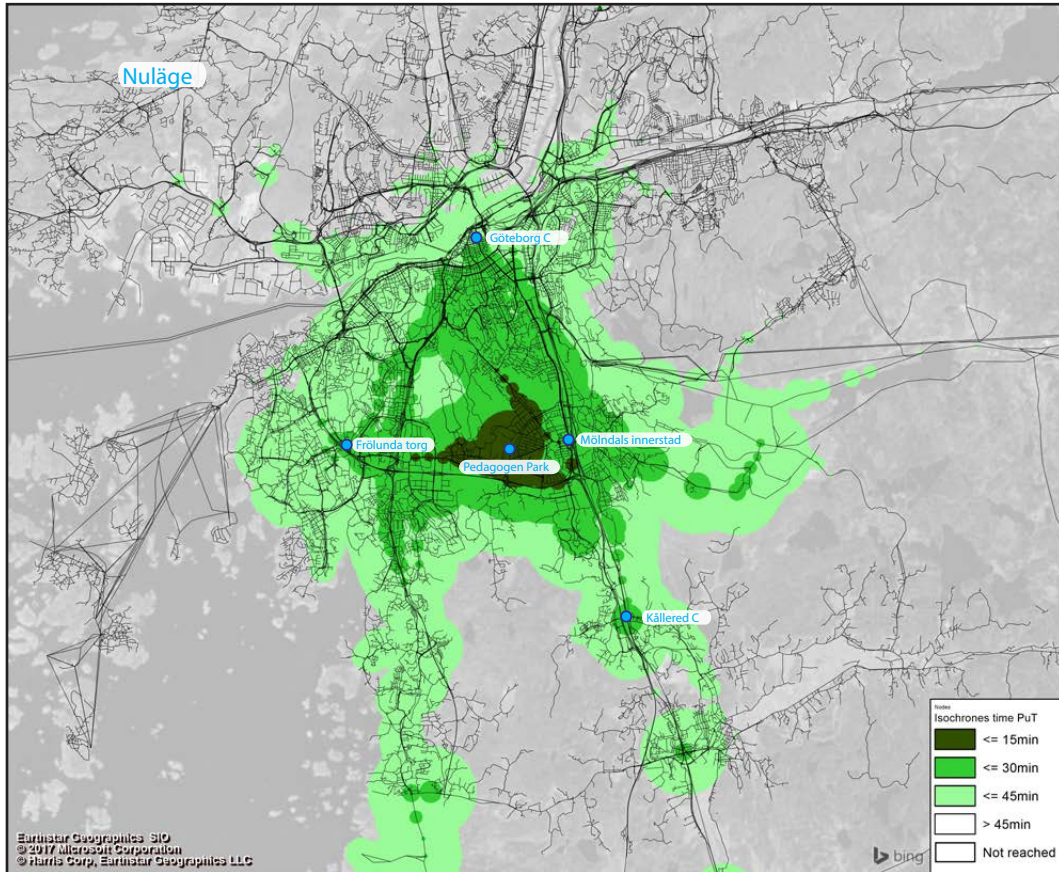 Nuläge
Göteborg C
Frölunda torg
Mölndals innerstad
Pedagogen Park
Kållered C
Nodes
Isochrones time PuT
<= 15min
<= 30min
<= 45min
> 45min
Not reached
Earthstar Geographics SIO
© 2017 Microsoft Corporation
© Harris Corp, Earthstar Geographics LLC
bing